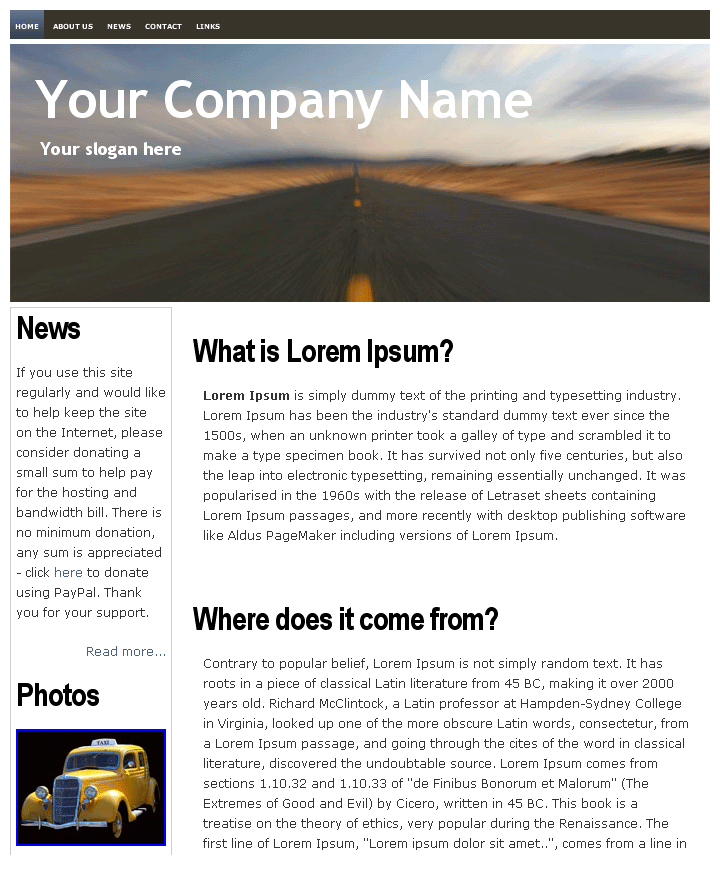 HOME ABOUT US NEWS CONTACT LINKS
Your Company Name
Your slogan here
News
If you use this site
regularly and would like
to help keep the site
on the Internet, please
consider donating a
small sum to help pay
for the hosting and
bandwidth bill. There is
no minimum donation,
any sum is appreciated
- click here to donate
using PayPal. Thank
you for your support.
Read more...
Photos
TAXI
What is Lorem Ipsum?
Lorem Ipsum is simply dummy text of the printing and typesetting industry.
Lorem Ipsum has been the industry's standard dummy text ever since the
1500s, when an unknown printer took a galley of type and scrambled it to
make a type specimen book. It has survived not only five centuries, but also
the leap into electronic typesetting, remaining essentially unchanged. It was
popularised in the 1960s with the release of Letraset sheets containing
Lorem Ipsum passages, and more recently with desktop publishing software
like Aldus PageMaker including versions of Lorem Ipsum.
Where does it come from?
Contrary to popular belief, Lorem Ipsum is not simply random text. It has
roots in a piece of classical Latin literature from 45 BC, making it over 2000
years old. Richard McClintock, a Latin professor at Hampden-Sydney College
in Virginia, looked up one of the more obscure Latin words, consectetur, from
a Lorem Ipsum passage, and going through the cites of the word in classical
literature, discovered the undoubtable source. Lorem Ipsum comes from
sections 1.10.32 and 1.10.33 of "de Finibus Bonorum et Malorum" (The
Extremes of Good and Evil) by Cicero, written in 45 BC. This book is a
treatise on the theory of ethics, very popular during the Renaissance. The
first line of Lorem Ipsum, "Lorem ipsum dolor sit amet..", comes from a line in